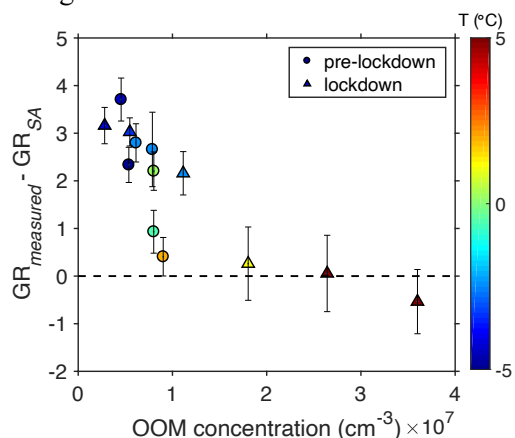 T (°C)
5
4
3
2
1
0
-1
-2
GR_measured - GR_SA
pre-lockdown
lockdown
5
0
-5
0 1 2 3 4
OOM concentration (cm⁻³) ×10⁷